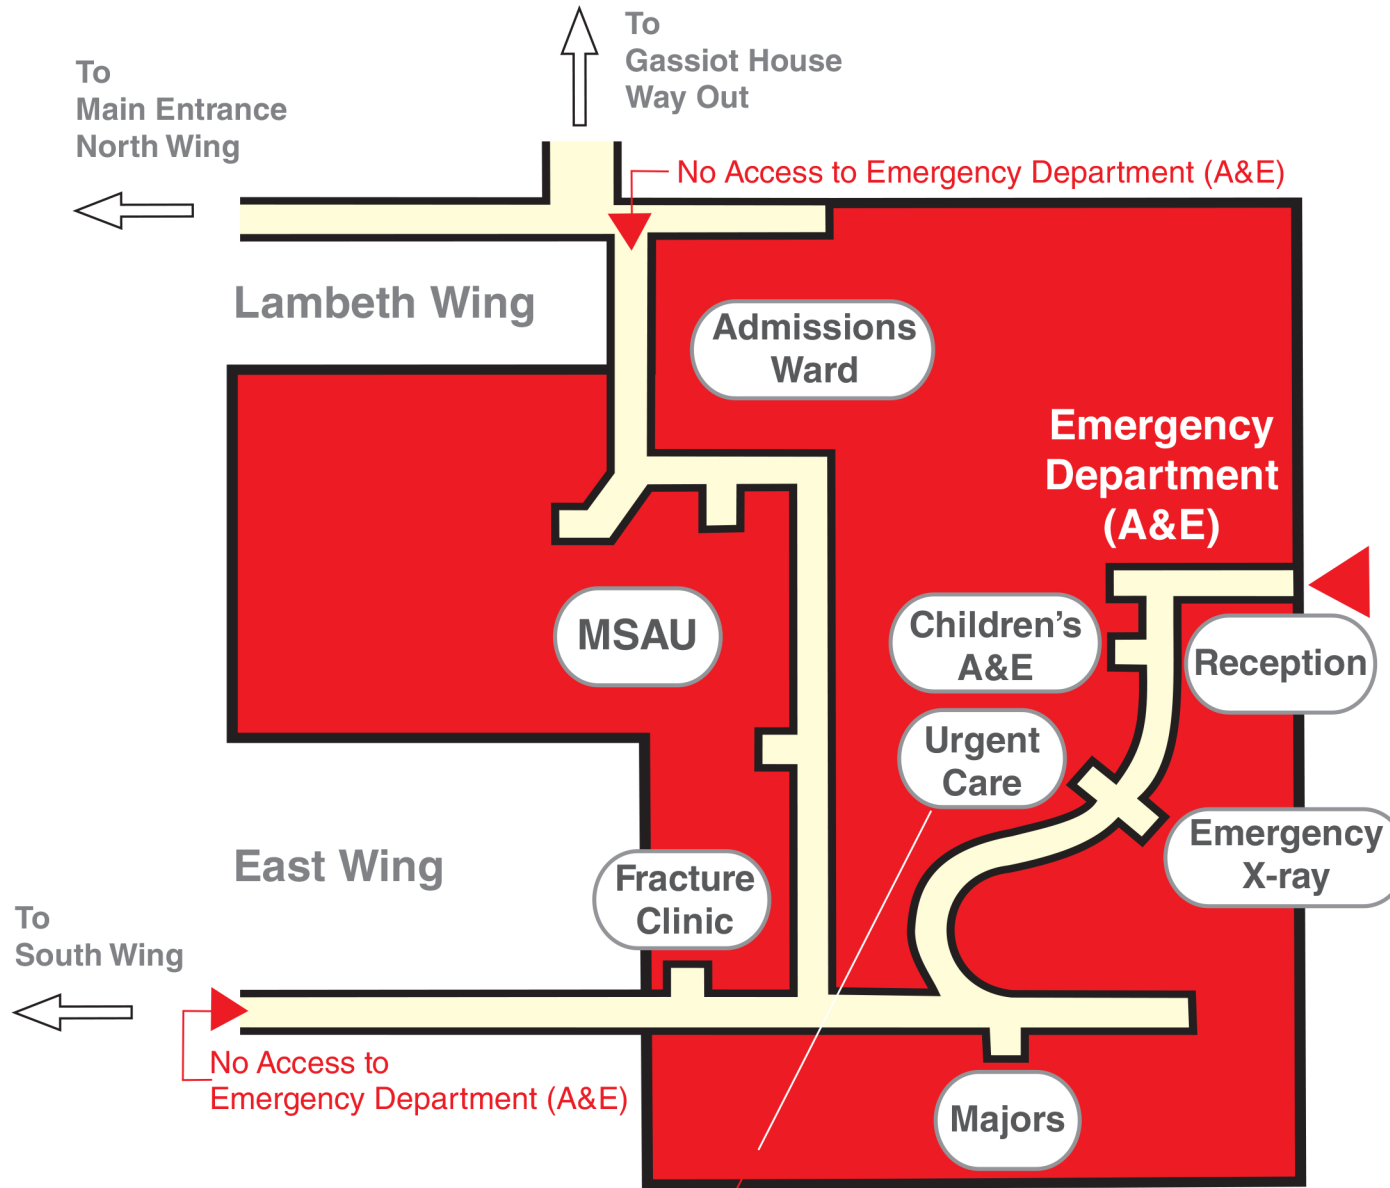 To
Gassiot House
Way Out
To
Main Entrance
North Wing
No Access to Emergency Department (A&E)
Lambeth Wing
Admissions
Ward
Emergency
Department
(A&E)
MSAU
Children's
A&E
Reception
Urgent
Care
Emergency
X-ray
East Wing
Fracture
Clinic
To
South Wing
No Access to
Emergency Department (A&E)
Majors